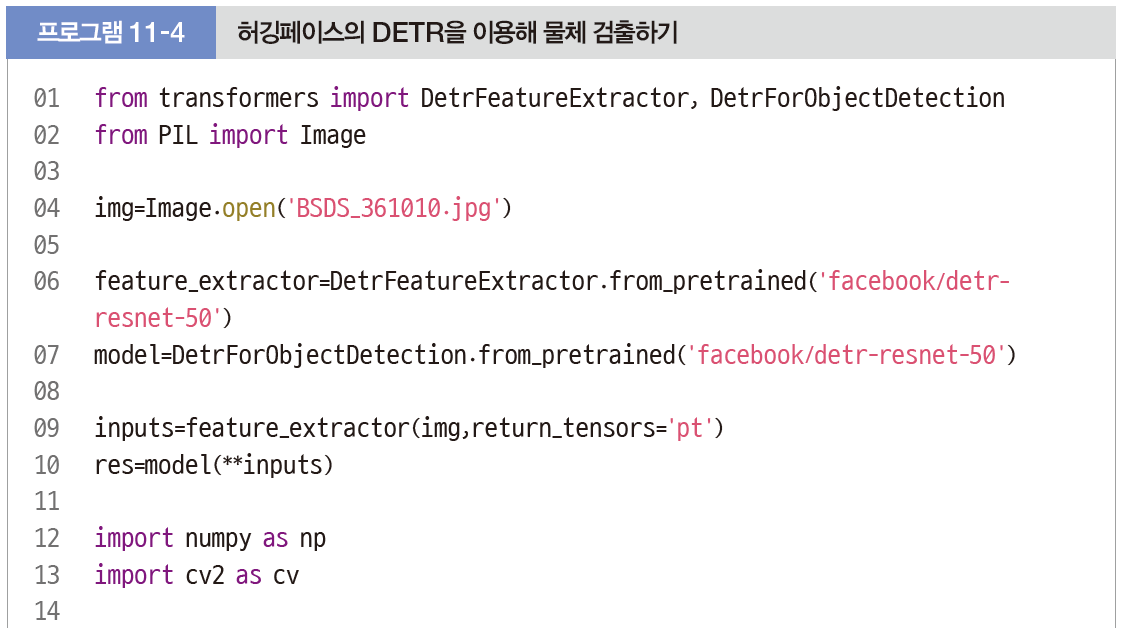 프로그램 11-4 허깅페이스의 DETR을 이용해 물체 검출하기
01 from transformers import DetrFeatureExtractor, DetrForObjectDetection
02 from PIL import Image
03
04 img=Image.open('BSDS_361010.jpg')
05
06 feature_extractor=DetrFeatureExtractor.from_pretrained('facebook/detr-
resnet-50')
07 model=DetrForObjectDetection.from_pretrained('facebook/detr-resnet-50')
08
09 inputs=feature_extractor(img,return_tensors='pt')
10 res=model(**inputs)
11
12 import numpy as np
13 import cv2 as cv
14